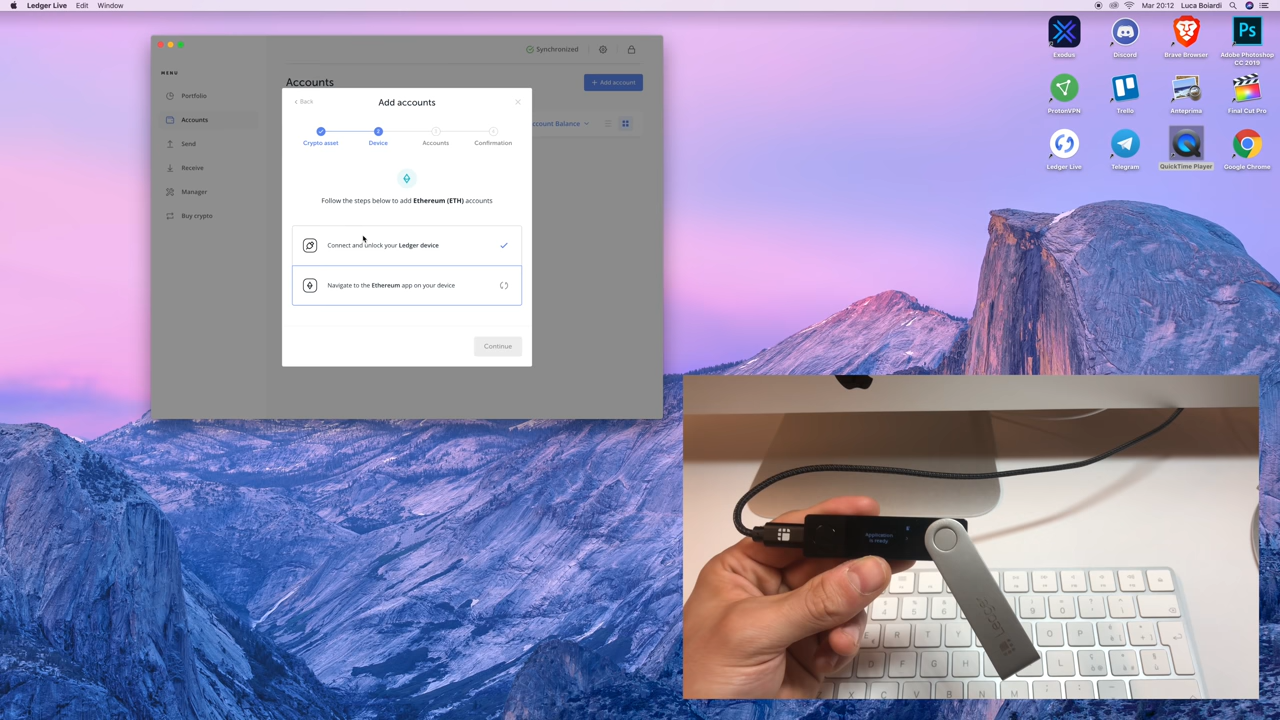 Ledger Live Edit Window
Mar 20:12 Luca Boiardi
Exodus
Discord
Brave Browser
Adobe Photoshop
CC 2019
Ps
ProtonVPN
Trello
Anteprima
Final Cut Pro
Ledger Live
Telegram
QuickTime Player
Google Chrome
Synchronized
MENU
Portfolio
Accounts
Send
Receive
Manager
Buy crypto
Accounts
+ Add account
ccount Balance
Back
Add accounts
2
Crypto asset
Device
Accounts
Confirmation
Follow the steps below to add Ethereum (ETH) accounts
Connect and unlock your Ledger device
Navigate to the Ethereum app on your device
Continue
Application
is ready